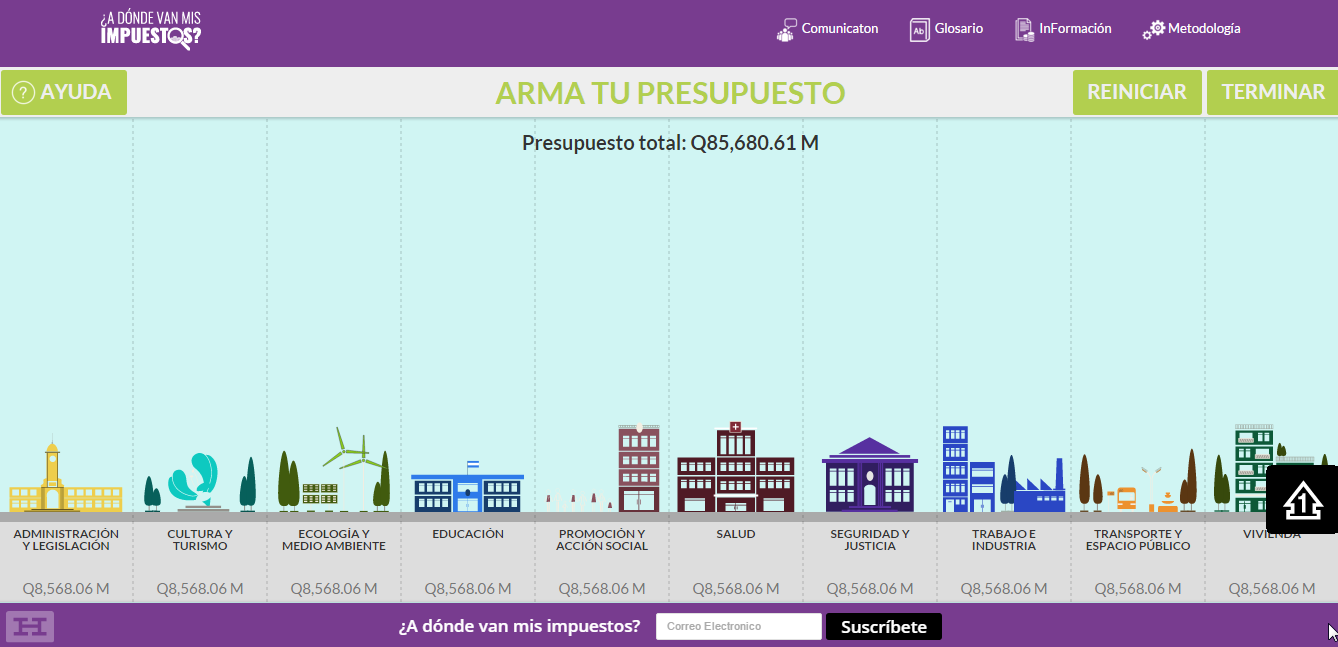 ¿A DÓNDE VAN MIS
IMPUESTOS?
Comunicaton
Ab
Glosario
InFormación
Metodología
? AYUDA
ARMA TU PRESUPUESTO
REINICIAR
TERMINAR
Presupuesto total: Q85,680.61 M
1
ADMINISTRACIÓN
Y LEGISLACIÓN
CULTURA Y
TURISMO
ECOLOGÍA Y
MEDIO AMBIENTE
EDUCACIÓN
PROMOCIÓN Y
ACCIÓN SOCIAL
SALUD
SEGURIDAD Y
JUSTICIA
TRABAJO E
INDUSTRIA
TRANSPORTE Y
ESPACIO PÚBLICO
VIVIENDA
Q8,568.06 M
Q8,568.06 M
Q8,568.06 M
Q8,568.06 M
Q8,568.06 M
Q8,568.06 M
Q8,568.06 M
Q8,568.06 M
Q8,568.06 M
Q8,568.06 M
¿A dónde van mis impuestos?
Correo Electronico
Suscríbete